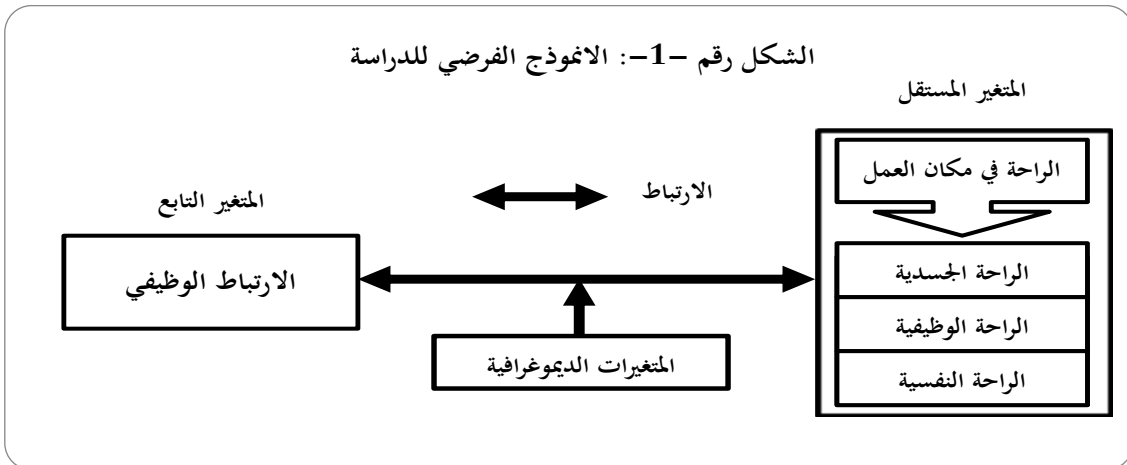 الشكل رقم –1–: الانموذج الفرضي للدراسة
المتغير المستقل
الراحة في مكان العمل
الارتباط
المتغير التابع
الراحة الجسدية
الارتباط الوظيفي
الراحة الوظيفية
المتغيرات الديموغرافية
الراحة النفسية